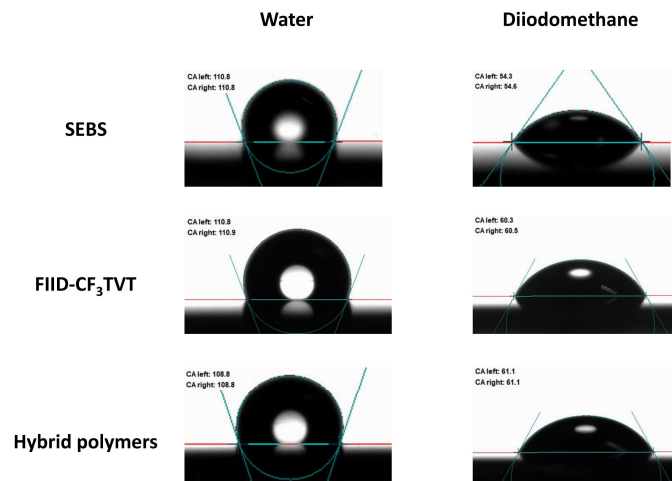 Water
Diiodomethane
SEBS
CA left: 110.8
CA right: 110.8
CA left: 54.3
CA right: 54.6
FIID-CF₃TVT
CA left: 110.8
CA right: 110.9
CA left: 60.3
CA right: 60.5
Hybrid polymers
CA left: 108.8
CA right: 108.8
CA left: 61.1
CA right: 61.1